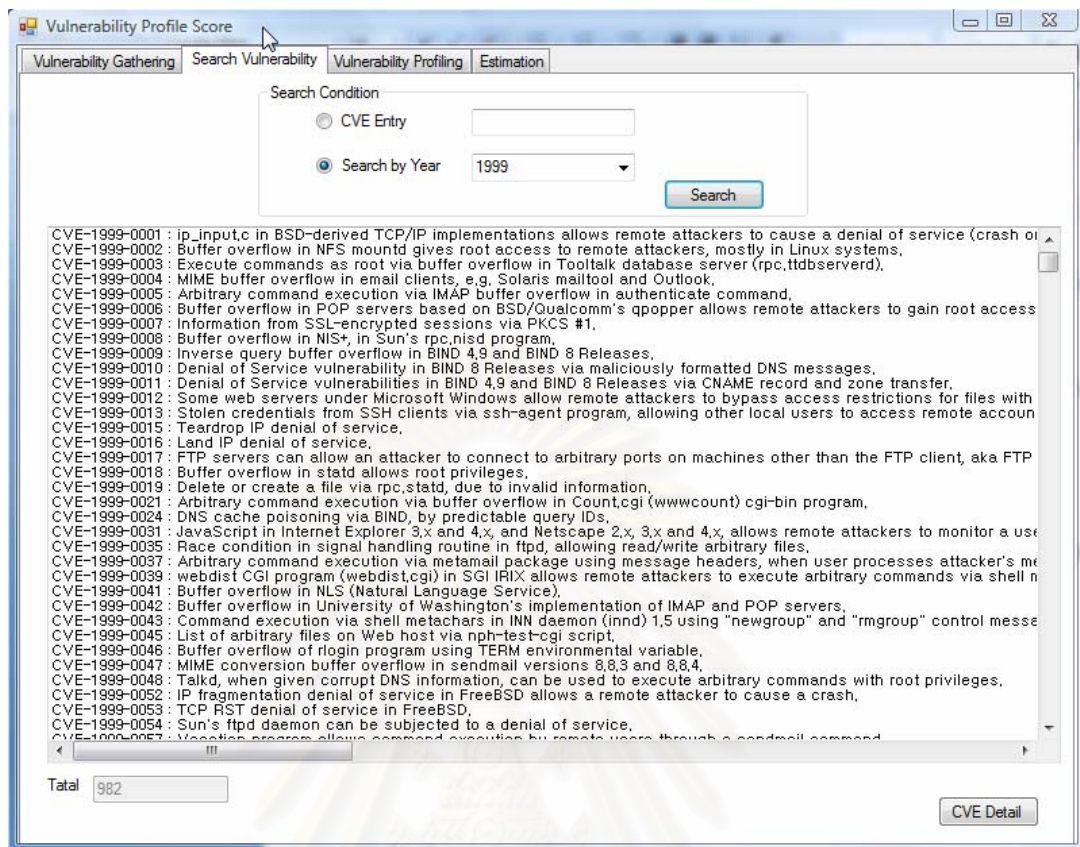 Vulnerability Profile Score
Vulnerability Gathering Search Vulnerability Vulnerability Profiling Estimation
Search Condition
CVE Entry
Search by Year 1999
Search
CVE-1999-0001 : ip_input,c in BSD-derived TCP/IP implementations allows remote attackers to cause a denial of service (crash or
CVE-1999-0002 : Buffer overflow in NFS mountd gives root access to remote attackers, mostly in Linux systems,
CVE-1999-0003 : Execute commands as root via buffer overflow in Tooltalk database server (rpc,ttdbserverd),
CVE-1999-0004 : MIME buffer overflow in email clients, e,g, Solaris mailtool and Outlook,
CVE-1999-0005 : Arbitrary command execution via IMAP buffer overflow in authenticate command,
CVE-1999-0006 : Buffer overflow in POP servers based on BSD/Qualcomm's qpopper allows remote attackers to gain root access
CVE-1999-0007 : Information from SSL-encrypted sessions via PKCS #1,
CVE-1999-0008 : Buffer overflow in NIS+, in Sun's rpc,nisd program,
CVE-1999-0009 : Inverse query buffer overflow in BIND 4,9 and BIND 8 Releases,
CVE-1999-0010 : Denial of Service vulnerability in BIND 8 Releases via maliciously formatted DNS messages,
CVE-1999-0011 : Denial of Service vulnerabilities in BIND 4,9 and BIND 8 Releases via CNAME record and zone transfer,
CVE-1999-0012 : Some web servers under Microsoft Windows allow remote attackers to bypass access restrictions for files with
CVE-1999-0013 : Stolen credentials from SSH clients via ssh-agent program, allowing other local users to access remote accoun
CVE-1999-0015 : Teardrop IP denial of service,
CVE-1999-0016 : Land IP denial of service,
CVE-1999-0017 : FTP servers can allow an attacker to connect to arbitrary ports on machines other than the FTP client, aka FTP
CVE-1999-0018 : Buffer overflow in statd allows root privileges,
CVE-1999-0019 : Delete or create a file via rpc,statd, due to invalid information,
CVE-1999-0021 : Arbitrary command execution via buffer overflow in Count,cgi (wwwcount) cgi-bin program,
CVE-1999-0024 : DNS cache poisoning via BIND, by predictable query IDs,
CVE-1999-0031 : JavaScript in Internet Explorer 3,x and 4,x, and Netscape 2,x, 3,x and 4,x, allows remote attackers to monitor a use
CVE-1999-0035 : Race condition in signal handling routine in ftpd, allowing read/write arbitrary files,
CVE-1999-0037 : Arbitrary command execution via metamail package using message headers, when user processes attacker's me
CVE-1999-0039 : webdist CGI program (webdist,cgi) in SGI IRIX allows remote attackers to execute arbitrary commands via shell m
CVE-1999-0041 : Buffer overflow in NLS (Natural Language Service),
CVE-1999-0042 : Buffer overflow in University of Washington's implementation of IMAP and POP servers,
CVE-1999-0043 : Command execution via shell metachars in INN daemon (innd) 1,5 using "newgroup" and "rmgroup" control messa
CVE-1999-0045 : List of arbitrary files on Web host via nph-test-cgi script,
CVE-1999-0046 : Buffer overflow of rlogin program using TERM environmental variable,
CVE-1999-0047 : MIME conversion buffer overflow in sendmail versions 8,8,3 and 8,8,4,
CVE-1999-0048 : Talkd, when given corrupt DNS information, can be used to execute arbitrary commands with root privileges,
CVE-1999-0052 : IP fragmentation denial of service in FreeBSD allows a remote attacker to cause a crash,
CVE-1999-0053 : TCP RST denial of service in FreeBSD,
CVE-1999-0054 : Sun's ftpd daemon can be subjected to a denial of service,
CVE-1999-0057 : Vacation program allows command execution by remote users through a sendmail command
Tatal 982
CVE Detail